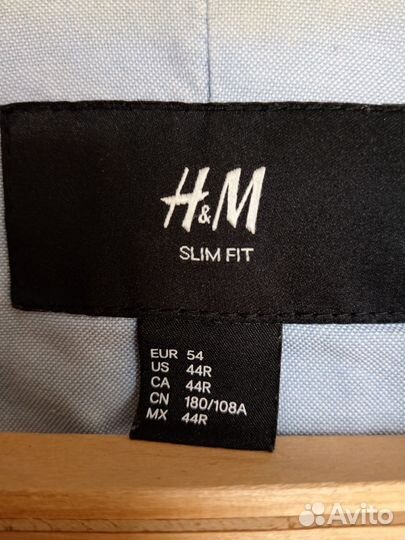 H&M
SLIM FIT
EUR 54
US 44R
CA 44R
CN 180/108A
MX 44R
Avito